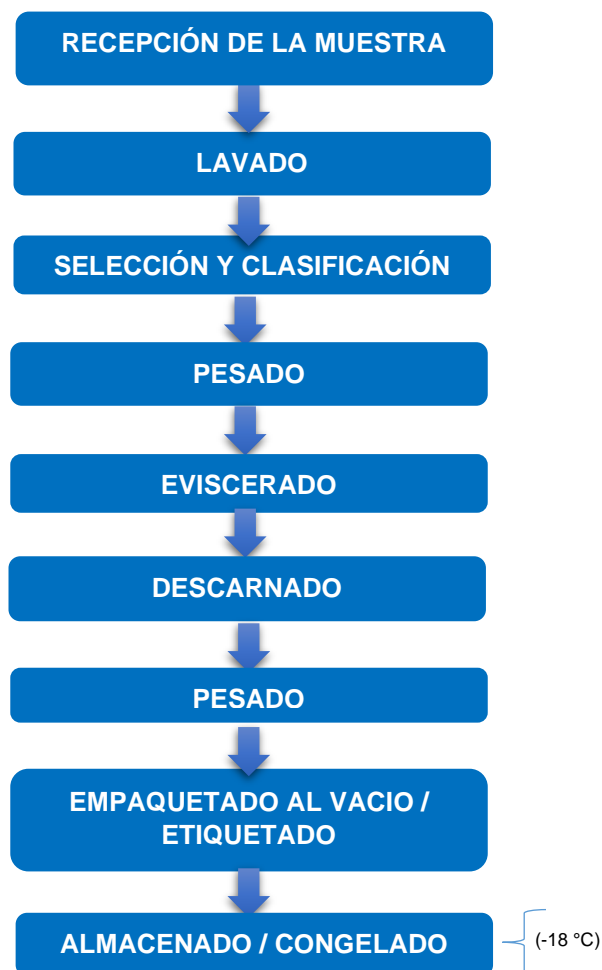 RECEPCIÓN DE LA MUESTRA
LAVADO
SELECCIÓN Y CLASIFICACIÓN
PESADO
EVISCERADO
DESCARNADO
PESADO
EMPAQUETADO AL VACIO /
ETIQUETADO
ALMACENADO / CONGELADO
(-18 °C)